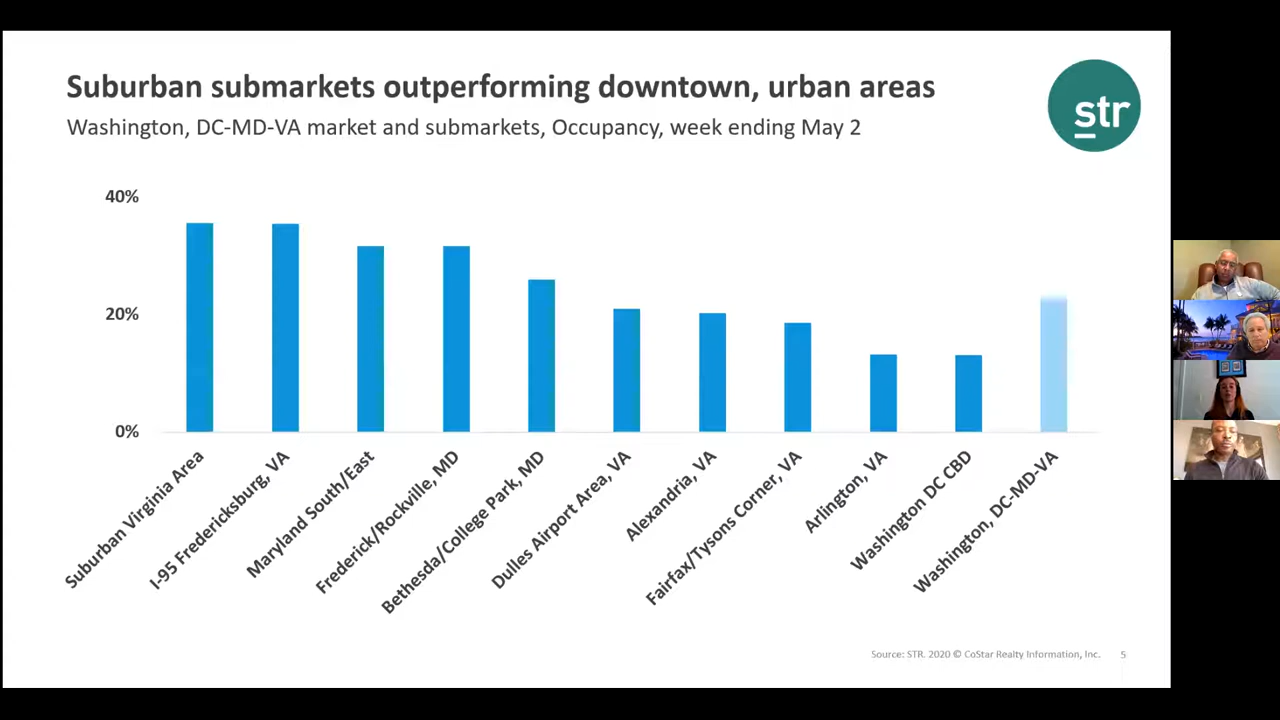 Suburban submarkets outperforming downtown, urban areas
Washington, DC-MD-VA market and submarkets, Occupancy, week ending May 2
str
40%
20%
0%
Suburban Virginia Area
I-95 Fredericksburg, VA
Maryland South/East
Frederick/Rockville, MD
Bethesda/College Park, MD
Dulles Airport Area, VA
Alexandria, VA
Fairfax/Tysons Corner, VA
Arlington, VA
Washington DC CBD
Washington, DC-MD-VA
Source: STR. 2020 © CoStar Realty Information, Inc.
5